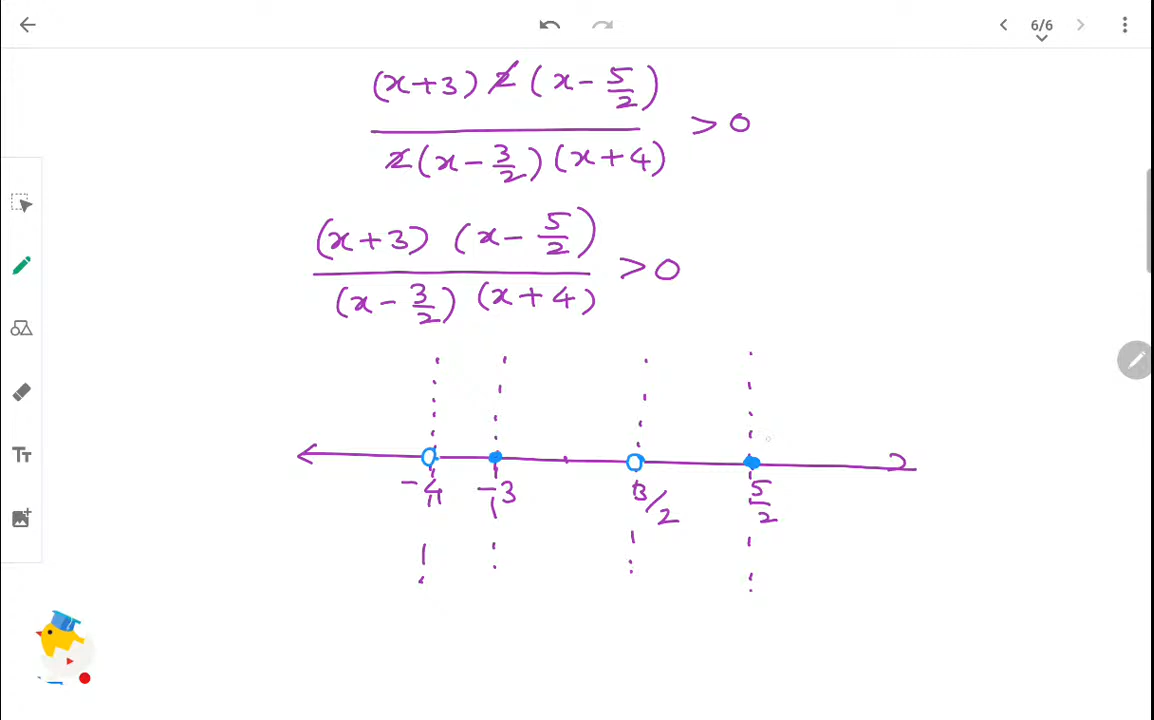 6/6
(x+3) 2 (x - 5/2)
2 (x - 3/2) (x+4)
> 0
(x+3) (x - 5/2)
(x - 3/2) (x+4)
> 0
-4 -3 3/2 5/2
Tт